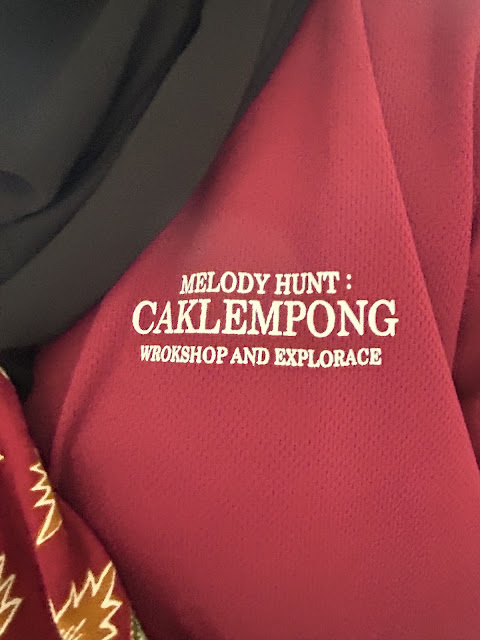 MELODY HUNT :
CAKLEMPONG
WROKSHOP AND EXPLORACE